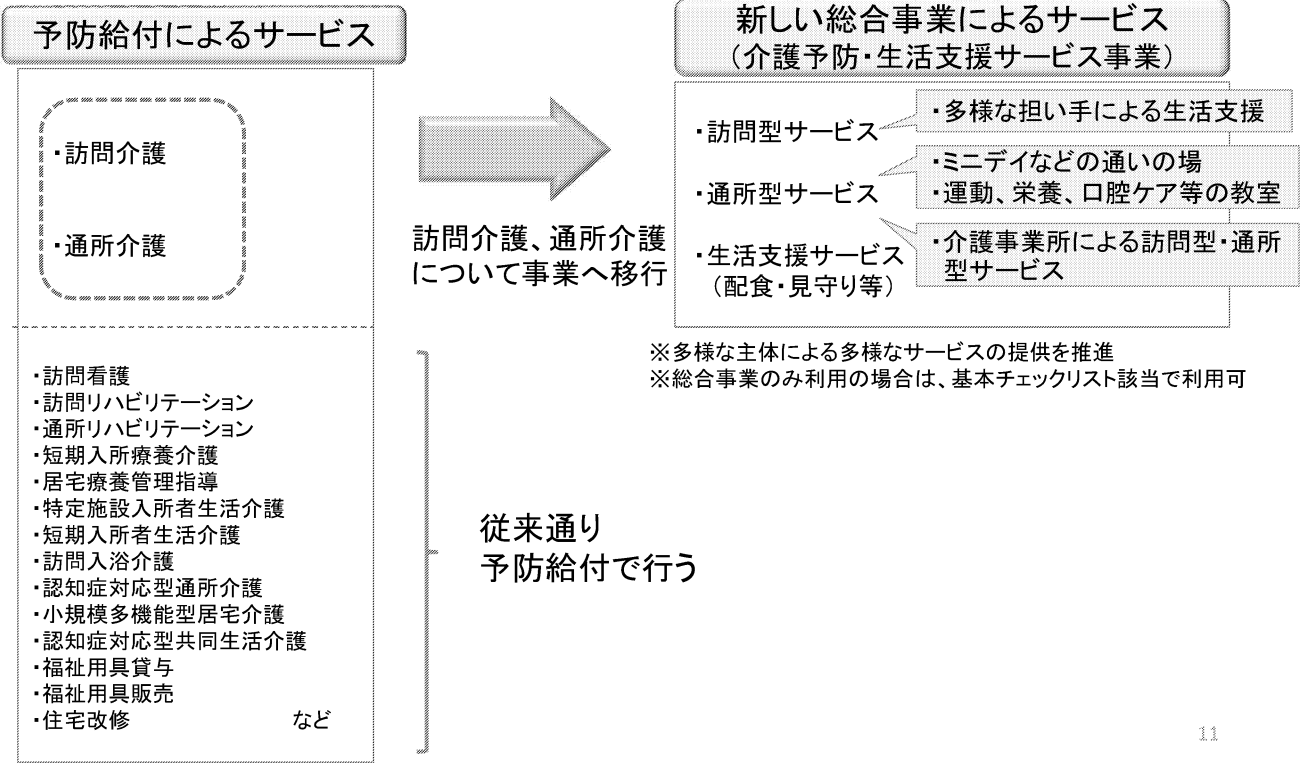 予防給付によるサービス
・訪問介護
・通所介護
訪問介護、通所介護
について事業へ移行
新しい総合事業によるサービス
（介護予防・生活支援サービス事業）
・訪問型サービス
・多様な担い手による生活支援
・通所型サービス
・ミニデイなどの通いの場
・運動、栄養、口腔ケア等の教室
・生活支援サービス
（配食・見守り等）
・介護事業所による訪問型・通所
型サービス
※多様な主体による多様なサービスの提供を推進
※総合事業のみ利用の場合は、基本チェックリスト該当で利用可
・訪問看護
・訪問リハビリテーション
・通所リハビリテーション
・短期入所療養介護
・居宅療養管理指導
・特定施設入所者生活介護
・短期入所者生活介護
・訪問入浴介護
・認知症対応型通所介護
・小規模多機能型居宅介護
・認知症対応型共同生活介護
・福祉用具貸与
・福祉用具販売
・住宅改修 など
従来通り
予防給付で行う
11